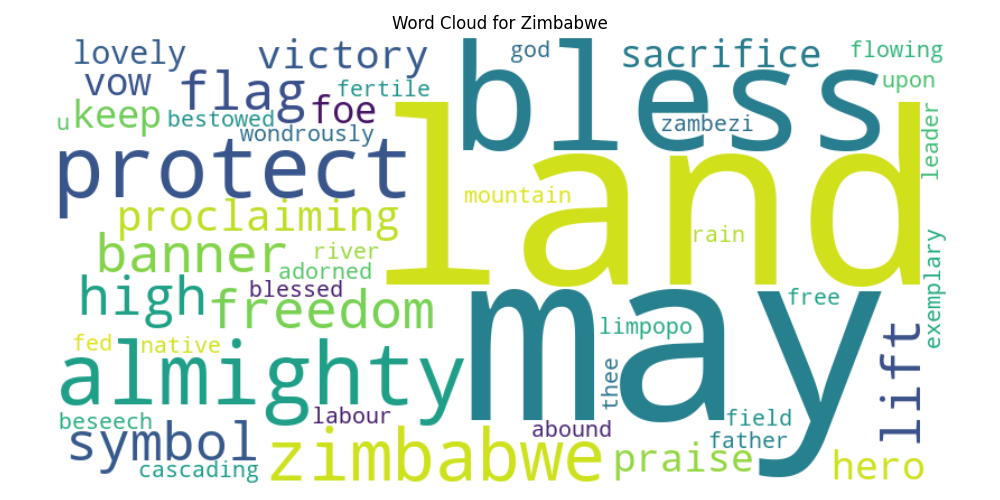 Word Cloud for Zimbabwe
lovely victory god bless sacrifice flowing
vow flag fertile upon
u keep bestowed foe zambezi leader
wondrously
protect land
mountain
proclaiming rain
banner river exemplary
adorned
high blessed may free
freedom limpopo lift
fed native
almighty thee
beseech labour field
symbol abound father
zimbabwe praise hero
cascading